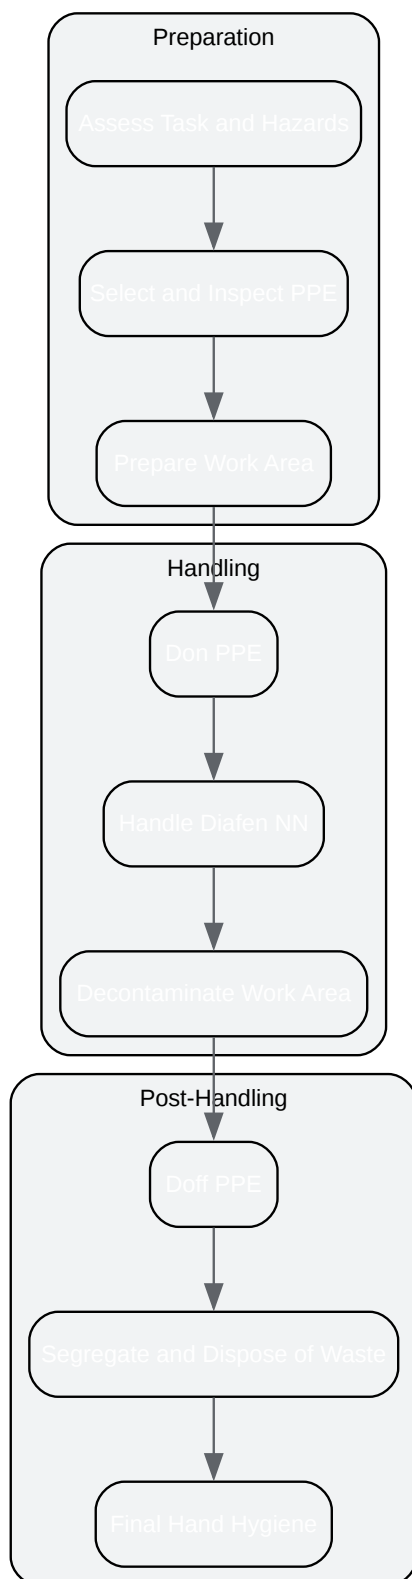 Preparation
Assess Task and Hazards
Select and Inspect PPE
Prepare Work Area
Handling
Don PPE
Handle Diafen NN
Decontaminate Work Area
Post-Handling
Doff PPE
Segregate and Dispose of Waste
Final Hand Hygiene